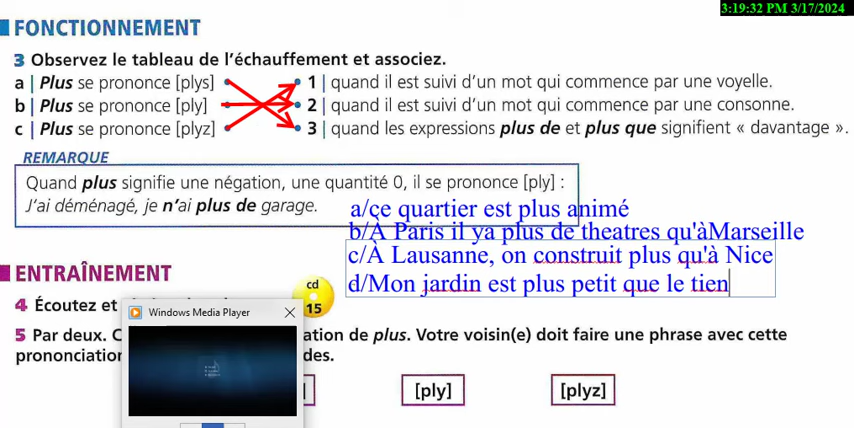 3:19:32 PM 3/17/2024
FONCTIONNEMENT
3 Observez le tableau de l'échauffement et associez.
a | Plus se prononce [plys]
1 | quand il est suivi d'un mot qui commence par une voyelle.
b | Plus se prononce [ply]
2 | quand il est suivi d'un mot qui commence par une consonne.
c | Plus se prononce [plyz]
3 | quand les expressions plus de et plus que signifient « davantage ».
REMARQUE
Quand plus signifie une négation, une quantité 0, il se prononce [ply] :
J'ai déménagé, je n'ai plus de garage.
a/ce quartier est plus animé
b/À Paris il ya plus de theatres qu'àMarseille
c/À Lausanne, on construit plus qu'à Nice
d/Mon jardin est plus petit que le tien
ENTRAÎNEMENT
cd
15
4 Écoutez et
Windows Media Player
5 Par deux. ation de plus. Votre voisin(e) doit faire une phrase avec cette
prononciation des.
[ply]
[plyz]